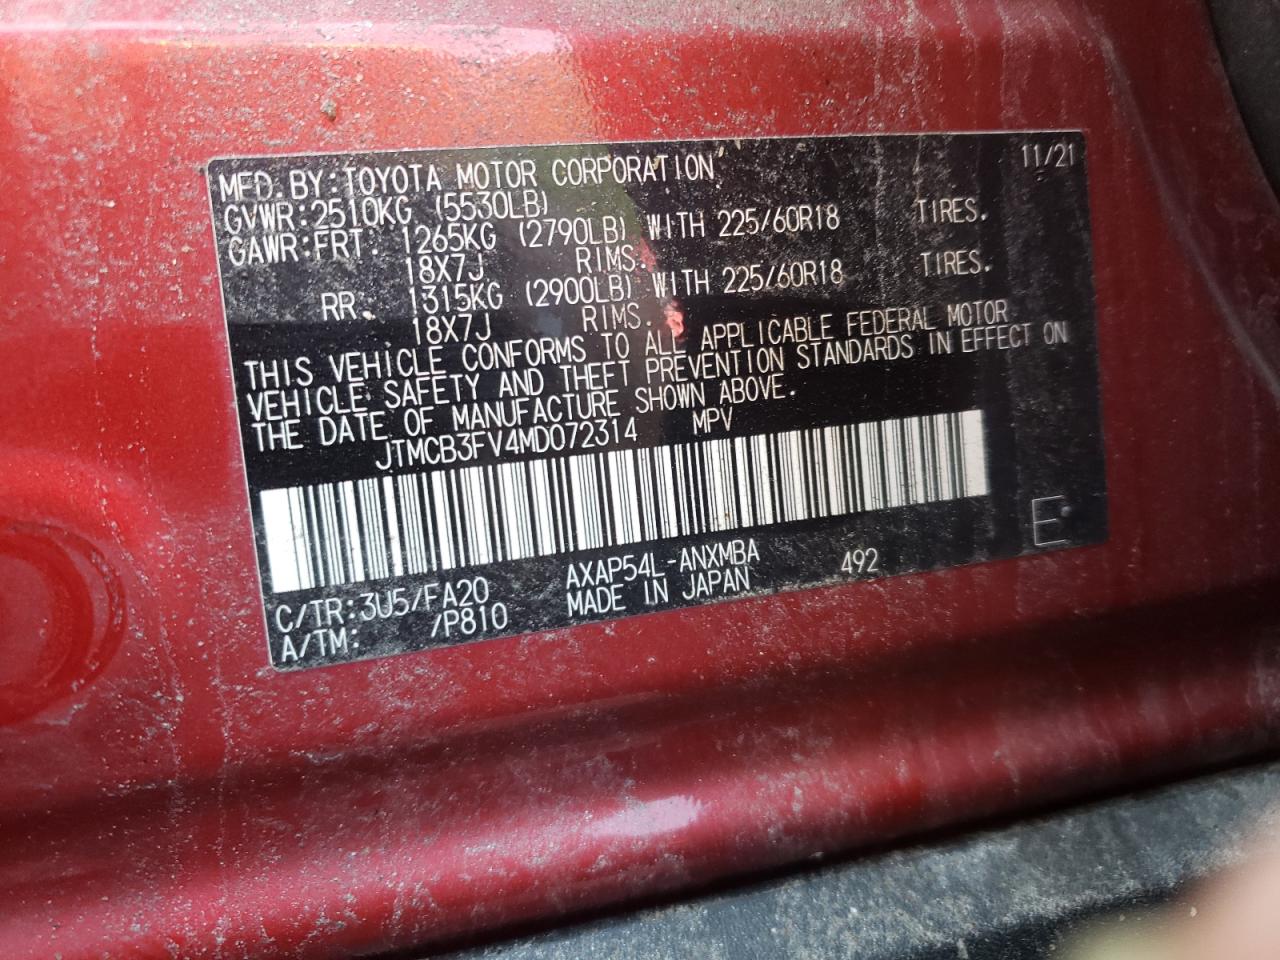 MFD. BY: TOYOTA MOTOR CORPORATION 11/21
GVWR: 2510KG (5530LB)
GAWR: FRT. 1265KG (2790LB) WITH 225/60R18 TIRES.
18X7J RIMS.
RR 1315KG (2900LB) WITH 225/60R18 TIRES.
18X7J RIMS.
THIS VEHICLE CONFORMS TO ALL APPLICABLE FEDERAL MOTOR
VEHICLE SAFETY AND THEFT PREVENTION STANDARDS IN EFFECT ON
THE DATE OF MANUFACTURE SHOWN ABOVE.
JTMCB3FV4MD072314 MPV
E
C/TR: 3U5/FA20 AXAP54L-ANXMBA 492
A/TM: /P810 MADE IN JAPAN